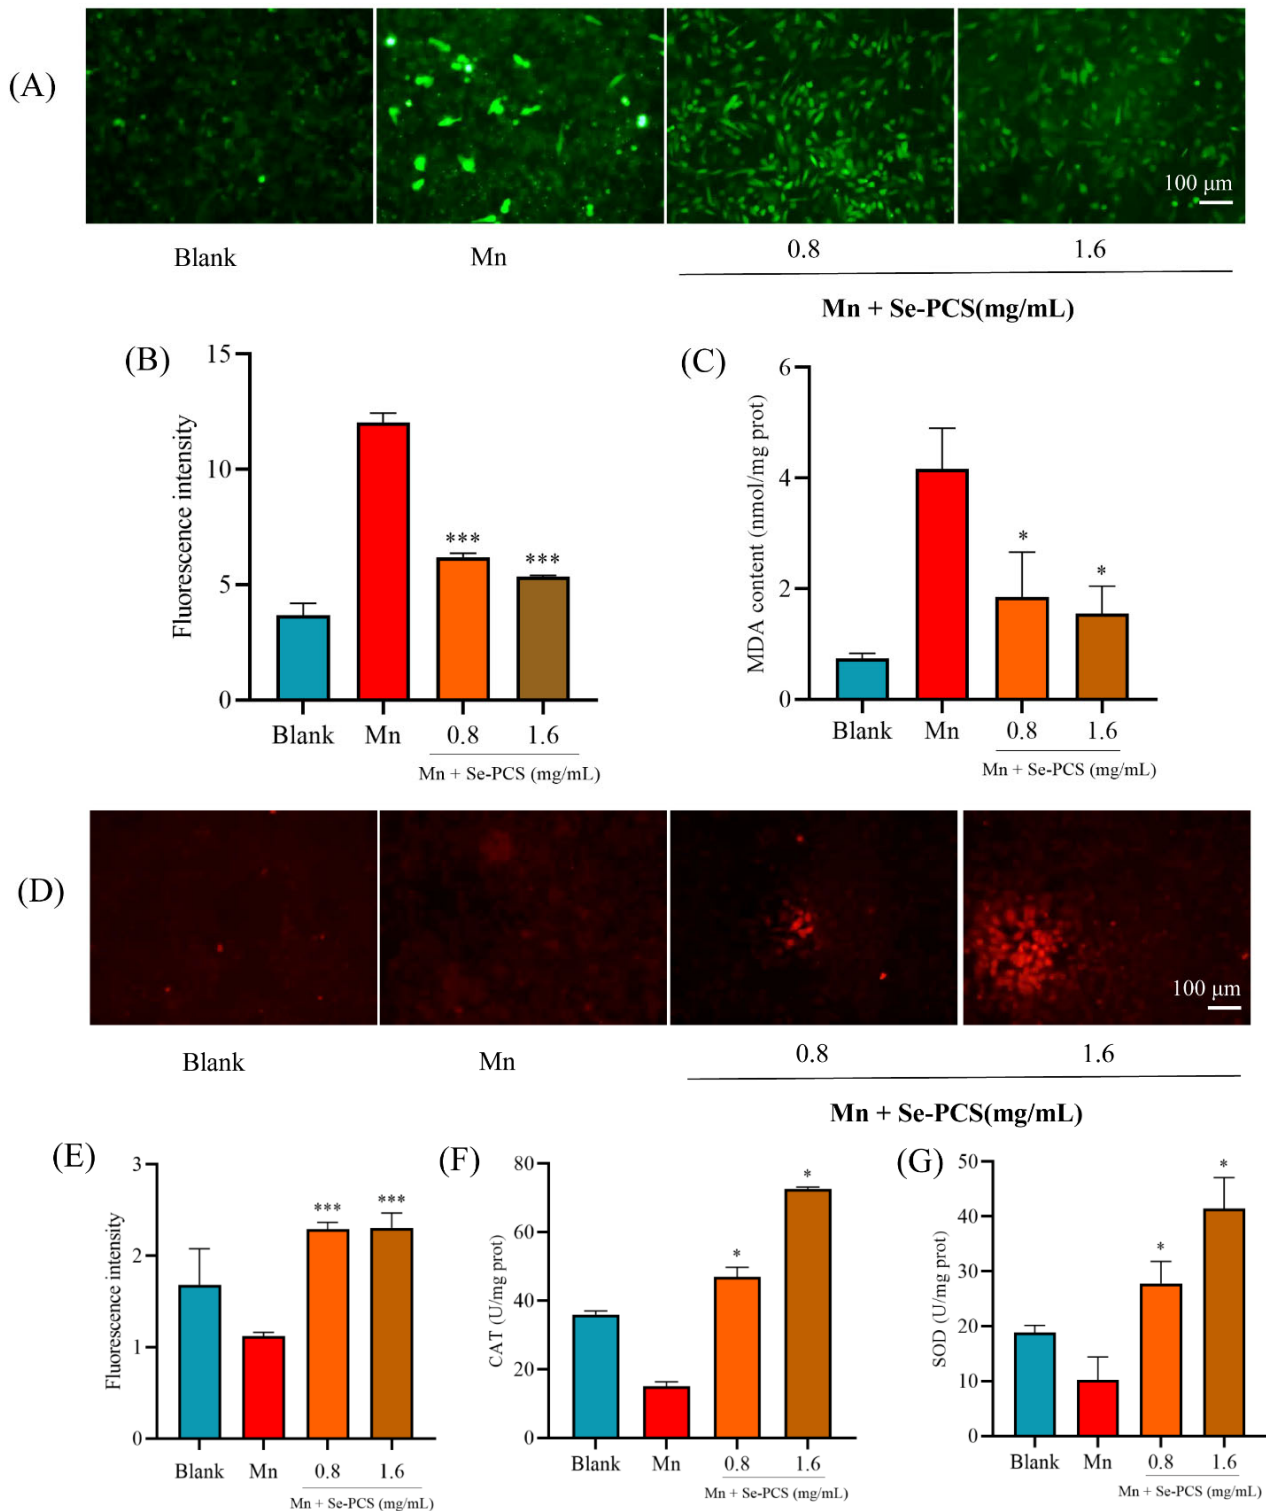 (A)
100 μm
Blank
Mn
0.8
1.6
Mn + Se-PCS(mg/mL)
(B)
Fluorescence intensity
15
10
5
0
***
***
Blank
Mn
0.8
1.6
Mn + Se-PCS (mg/mL)
(C)
MDA content (nmol/mg prot)
6
4
2
0
*
*
Blank
Mn
0.8
1.6
Mn + Se-PCS (mg/mL)
(D)
100 μm
Blank
Mn
0.8
1.6
Mn + Se-PCS(mg/mL)
(E)
Fluorescence intensity
3
2
1
0
***
***
Blank
Mn
0.8
1.6
Mn + Se-PCS (mg/mL)
(F)
CAT (U/mg prot)
80
60
40
20
0
*
*
Blank
Mn
0.8
1.6
Mn + Se-PCS (mg/mL)
(G)
SOD (U/mg prot)
50
40
30
20
10
0
*
*
Blank
Mn
0.8
1.6
Mn + Se-PCS (mg/mL)